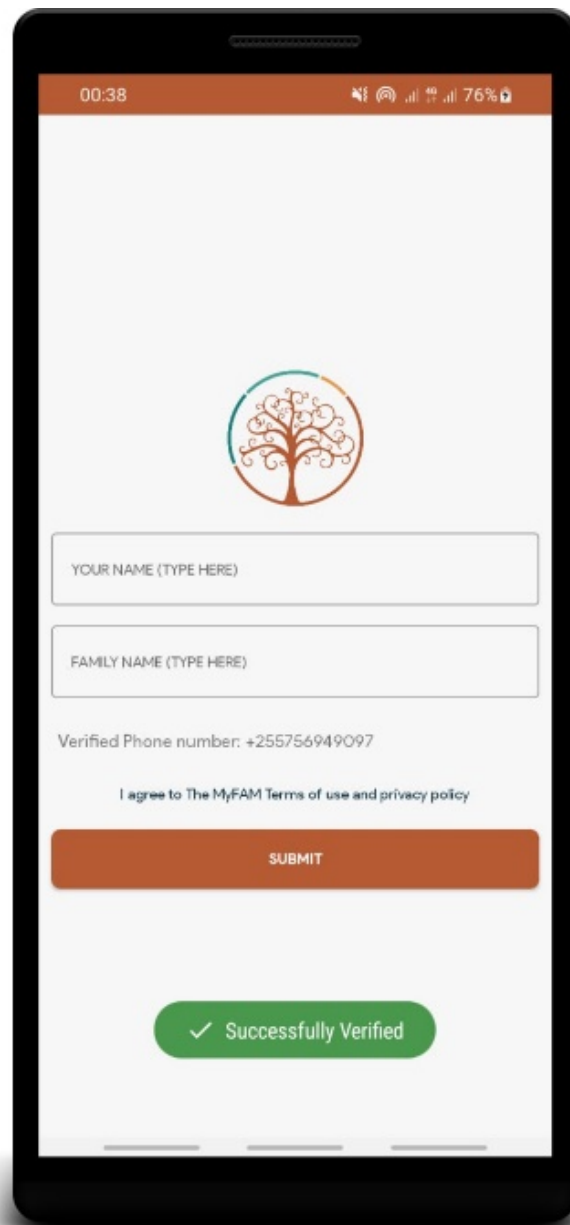 00:38 76%
YOUR NAME (TYPE HERE)
FAMILY NAME (TYPE HERE)
Verified Phone number: +255756949097
I agree to The MyFAM Terms of use and privacy policy
SUBMIT
Successfully Verified